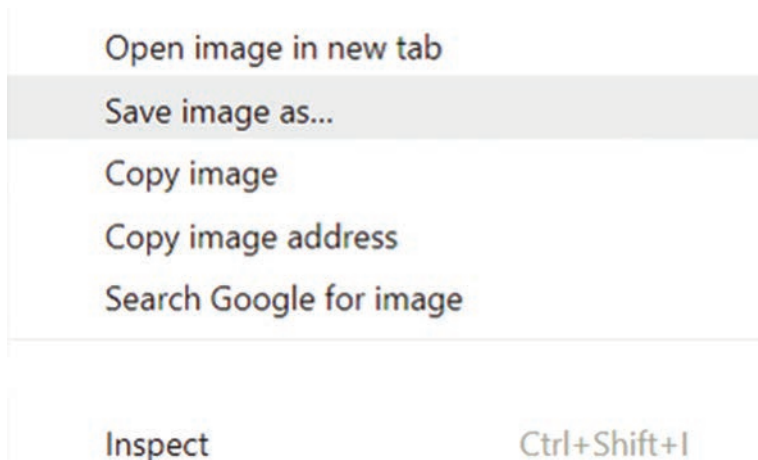 Open image in new tab
Save image as...
Copy image
Copy image address
Search Google for image
Inspect Ctrl+Shift+I